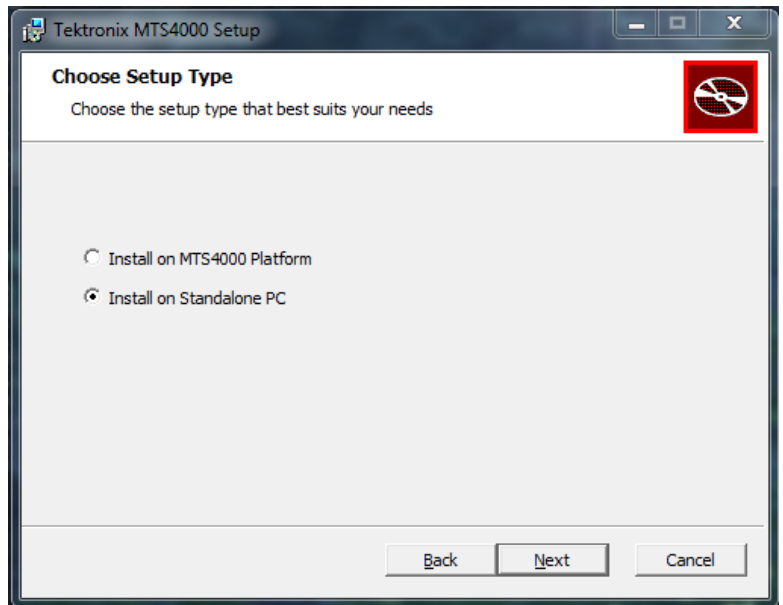 Tektronix MTS4000 Setup
Choose Setup Type
Choose the setup type that best suits your needs
Install on MTS4000 Platform
Install on Standalone PC
Back Next Cancel